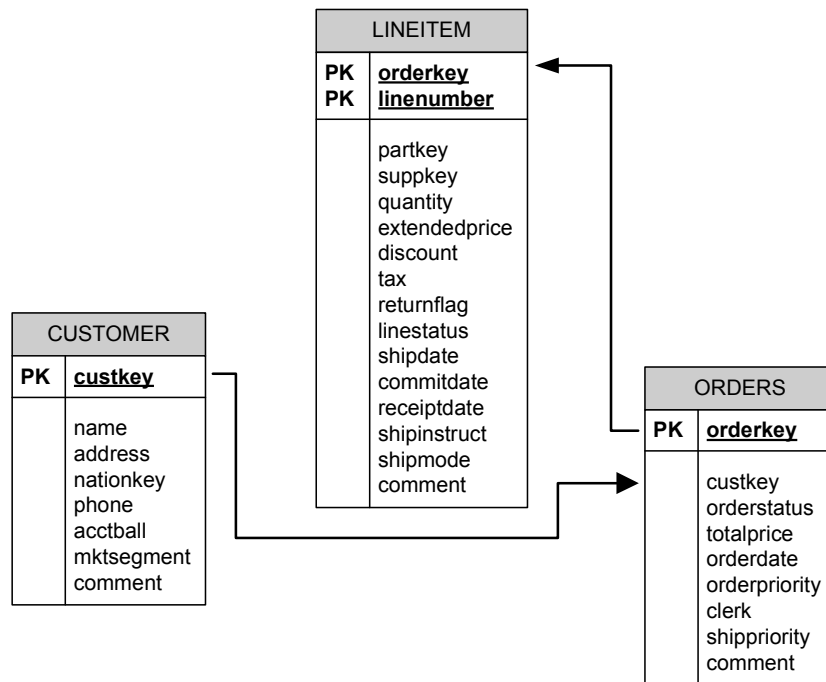 LINEITEM
PK orderkey
PK linenumber
partkey
suppkey
quantity
extendedprice
discount
tax
returnflag
linestatus
shipdate
commitdate
receiptdate
shipinstruct
shipmode
comment
CUSTOMER
PK custkey
name
address
nationkey
phone
acctball
mktsegment
comment
ORDERS
PK orderkey
custkey
orderstatus
totalprice
orderdate
orderpriority
clerk
shippriority
comment